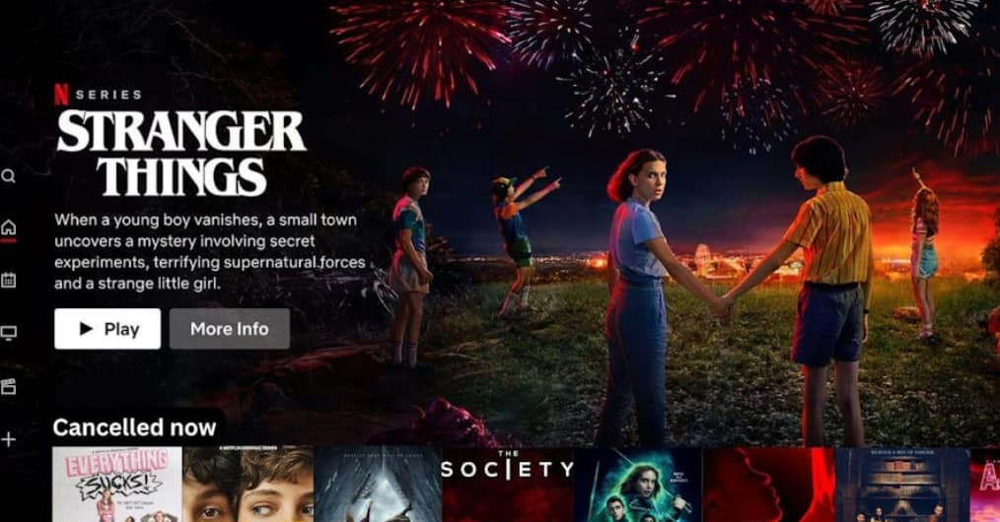 N SERIES
STRANGER
THINGS
When a young boy vanishes, a small town
uncovers a mystery involving secret
experiments, terrifying supernatural forces
and a strange little girl.
Play
More Info
Cancelled now
EVERYTHING
SUCKS!
THE
SOCIETY